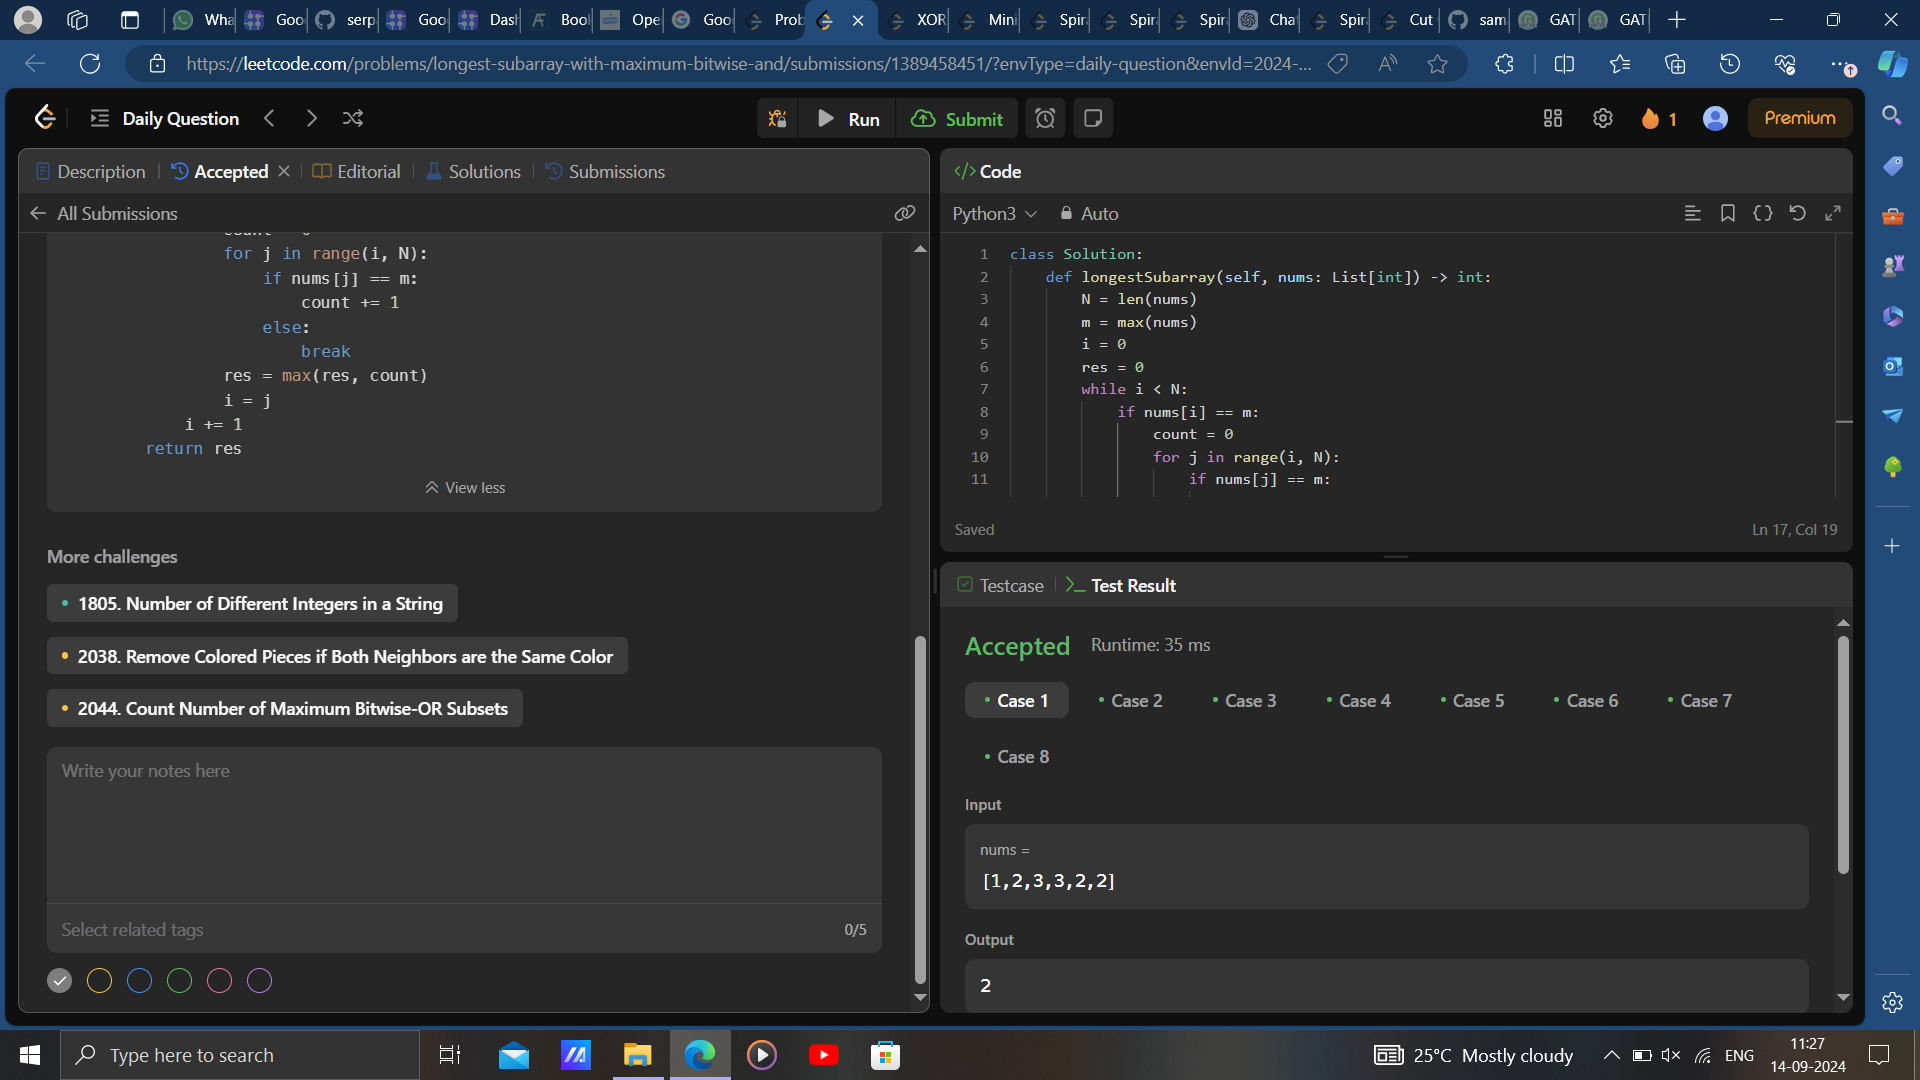 Wha
Goo
serp
Goo
Dash
Boo
Ope
Goo
Prob
XOR
Mini
Spira
Spira
Spira
Chat
Spira
Cut
sam
GAT
GAT
https://leetcode.com/problems/longest-subarray-with-maximum-bitwise-and/submissions/1389458451/?envType=daily-question&envId=2024-...
Daily Question
Run
Submit
1
Premium
Description
Accepted
Editorial
Solutions
Submissions
All Submissions
for j in range(i, N):
if nums[j] == m:
count += 1
else:
break
res = max(res, count)
i = j
i += 1
return res
View less
More challenges
1805. Number of Different Integers in a String
2038. Remove Colored Pieces if Both Neighbors are the Same Color
2044. Count Number of Maximum Bitwise-OR Subsets
Write your notes here
Select related tags
0/5
</> Code
Python3
Auto
1 class Solution:
2 def longestSubarray(self, nums: List[int]) -> int:
3 N = len(nums)
4 m = max(nums)
5 i = 0
6 res = 0
7 while i < N:
8 if nums[i] == m:
9 count = 0
10 for j in range(i, N):
11 if nums[j] == m:
Saved
Ln 17, Col 19
Testcase
Test Result
Accepted Runtime: 35 ms
Case 1
Case 2
Case 3
Case 4
Case 5
Case 6
Case 7
Case 8
Input
nums =
[1,2,3,3,2,2]
Output
2
Type here to search
25°C Mostly cloudy
ENG
11:27
14-09-2024